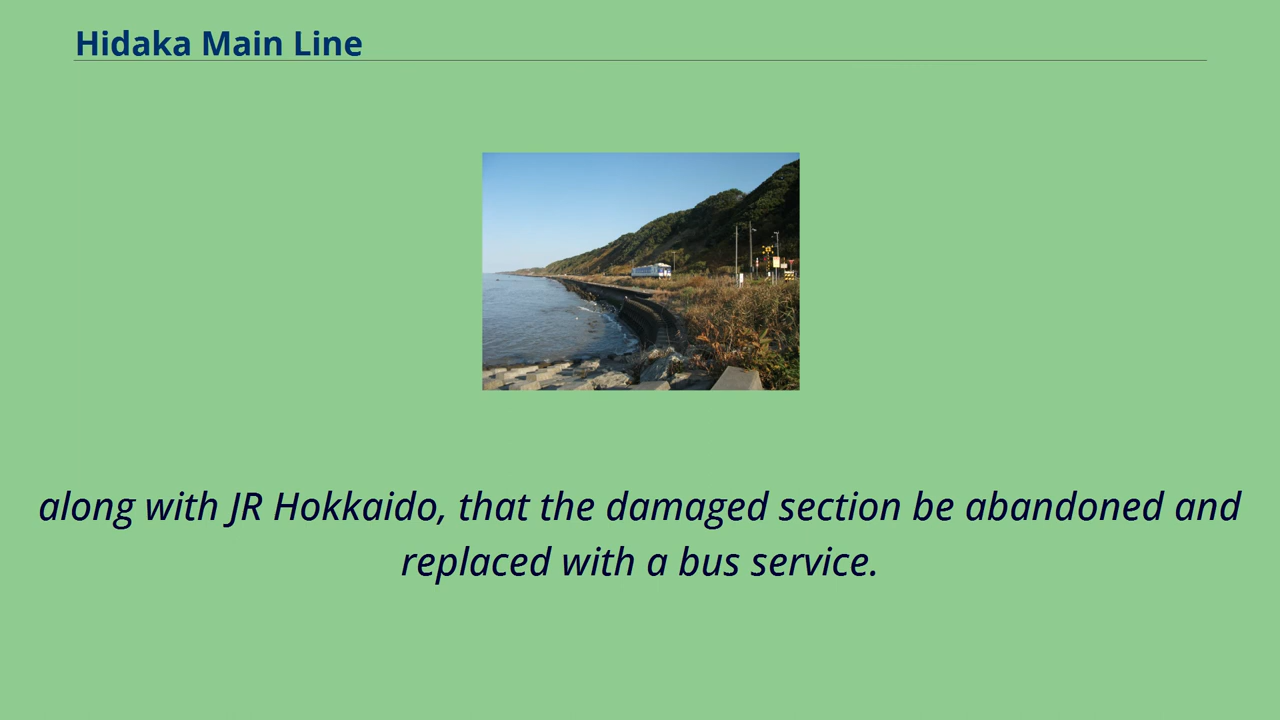 Hidaka Main Line
along with JR Hokkaido, that the damaged section be abandoned and
replaced with a bus service.